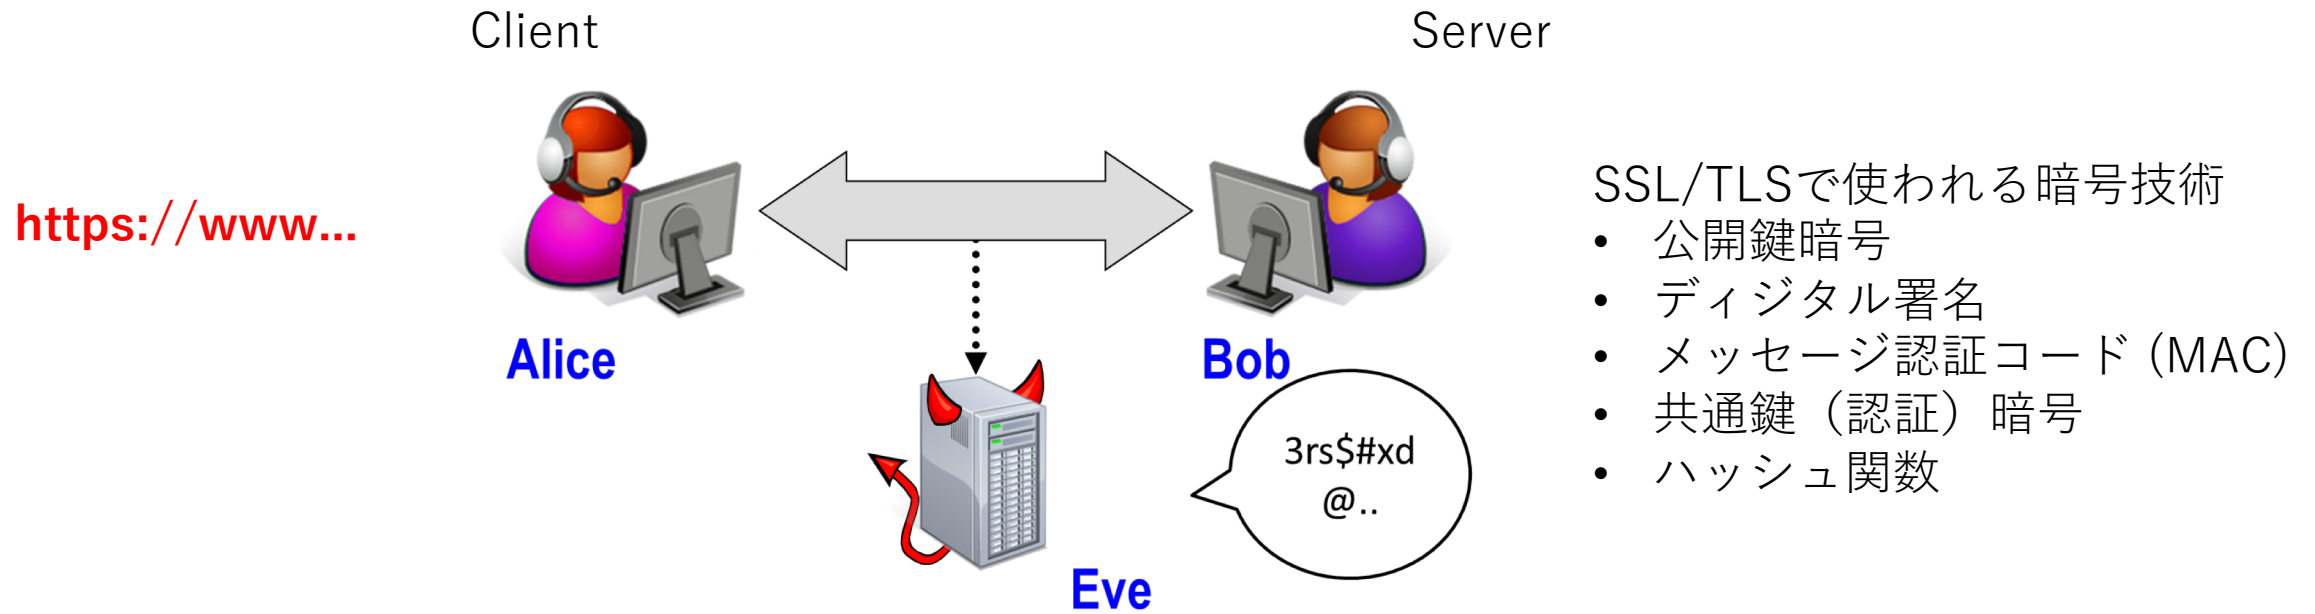 Client
Server
https://www...
Alice
Bob
Eve
3rs$#xd
@..
SSL/TLSで使われる暗号技術
• 公開鍵暗号
• ディジタル署名
• メッセージ認証コード (MAC)
• 共通鍵（認証）暗号
• ハッシュ関数